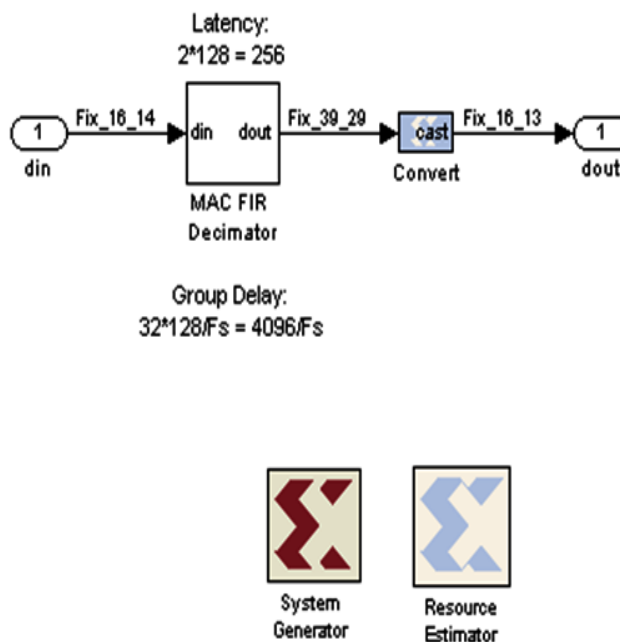 Latency:
2*128 = 256
Fix_16_14
Fix_39_29
Fix_16_13
1
din
dout
cast
1
din
Convert
dout
MAC FIR
Decimator
Group Delay:
32*128/Fs = 4096/Fs
System
Generator
Resource
Estimator